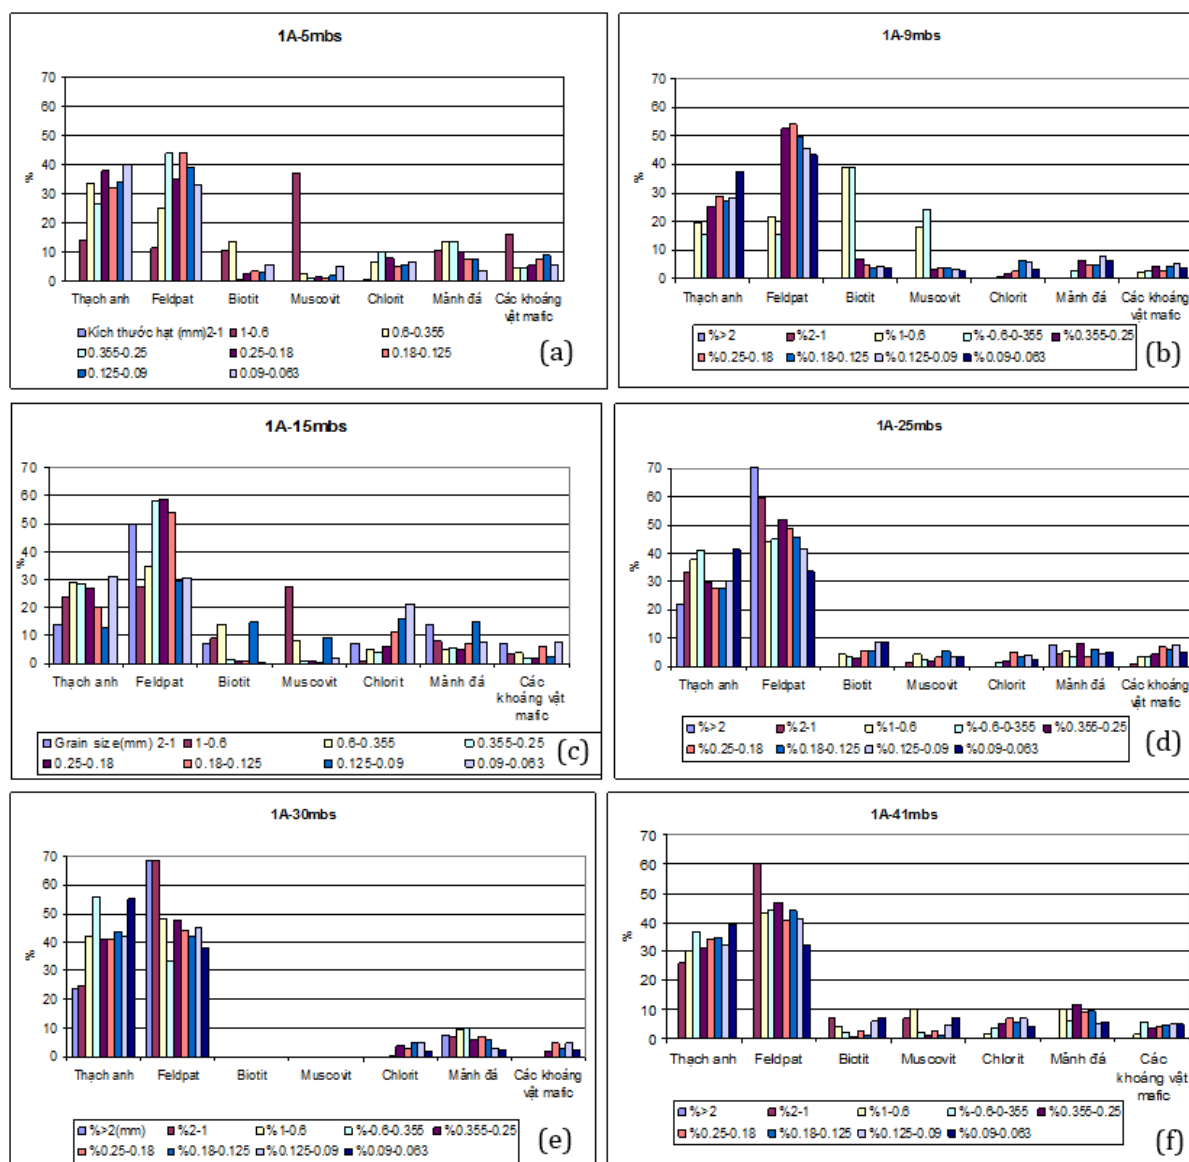 1A-5mbs
70
60
50
40
30
20
10
0
%
Thạch anh Feldpat Biotit Muscovit Chlorit Mảnh đá Các khoáng
vật mafic
Kích thước hạt (mm)2-1 1-0.6 0.6-0.355
0.355-0.25 0.25-0.18 0.18-0.125
0.125-0.09 0.09-0.063
(a)
1A-9mbs
70
60
50
40
30
20
10
0
%
Thạch anh Feldpat Biotit Muscovit Chlorit Mảnh đá Các khoáng
vật mafic
%>2 %2-1 %1-0.6 %-0.6-0-355 %0.355-0.25
%0.25-0.18 %0.18-0.125 %0.125-0.09 %0.09-0.063
(b)
1A-15mbs
70
60
50
40
30
20
10
0
%
Thạch anh Feldpat Biotit Muscovit Chlorit Mảnh đá Các
khoáng vật
mafic
Grain size(mm) 2-1 1-0.6 0.6-0.355 0.355-0.25
0.25-0.18 0.18-0.125 0.125-0.09 0.09-0.063
(c)
1A-25mbs
70
60
50
40
30
20
10
0
%
Thạch anh Feldpat Biotit Muscovit Chlorit Mảnh đá Các khoáng
vật mafic
%>2 %2-1 %1-0.6 %-0.6-0-355 %0.355-0.25
%0.25-0.18 %0.18-0.125 %0.125-0.09 %0.09-0.063
(d)
1A-30mbs
70
60
50
40
30
20
10
0
%
Thạch anh Feldpat Biotit Muscovit Chlorit Mảnh đá Các khoáng
vật mafic
%>2(mm) %2-1 %1-0.6 %-0.6-0.355 %0.355-0.25
%0.25-0.18 %0.18-0.125 %0.125-0.09 %0.09-0.063
(e)
1A-41mbs
70
60
50
40
30
20
10
0
%
Thạch anh Feldpat Biotit Muscovit Chlorit Mảnh đá Các
khoáng vật
mafic
%>2 %2-1 %1-0.6 %-0.6-0-355 %0.355-0.25
%0.25-0.18 %0.18-0.125 %0.125-0.09 %0.09-0.063
(f)